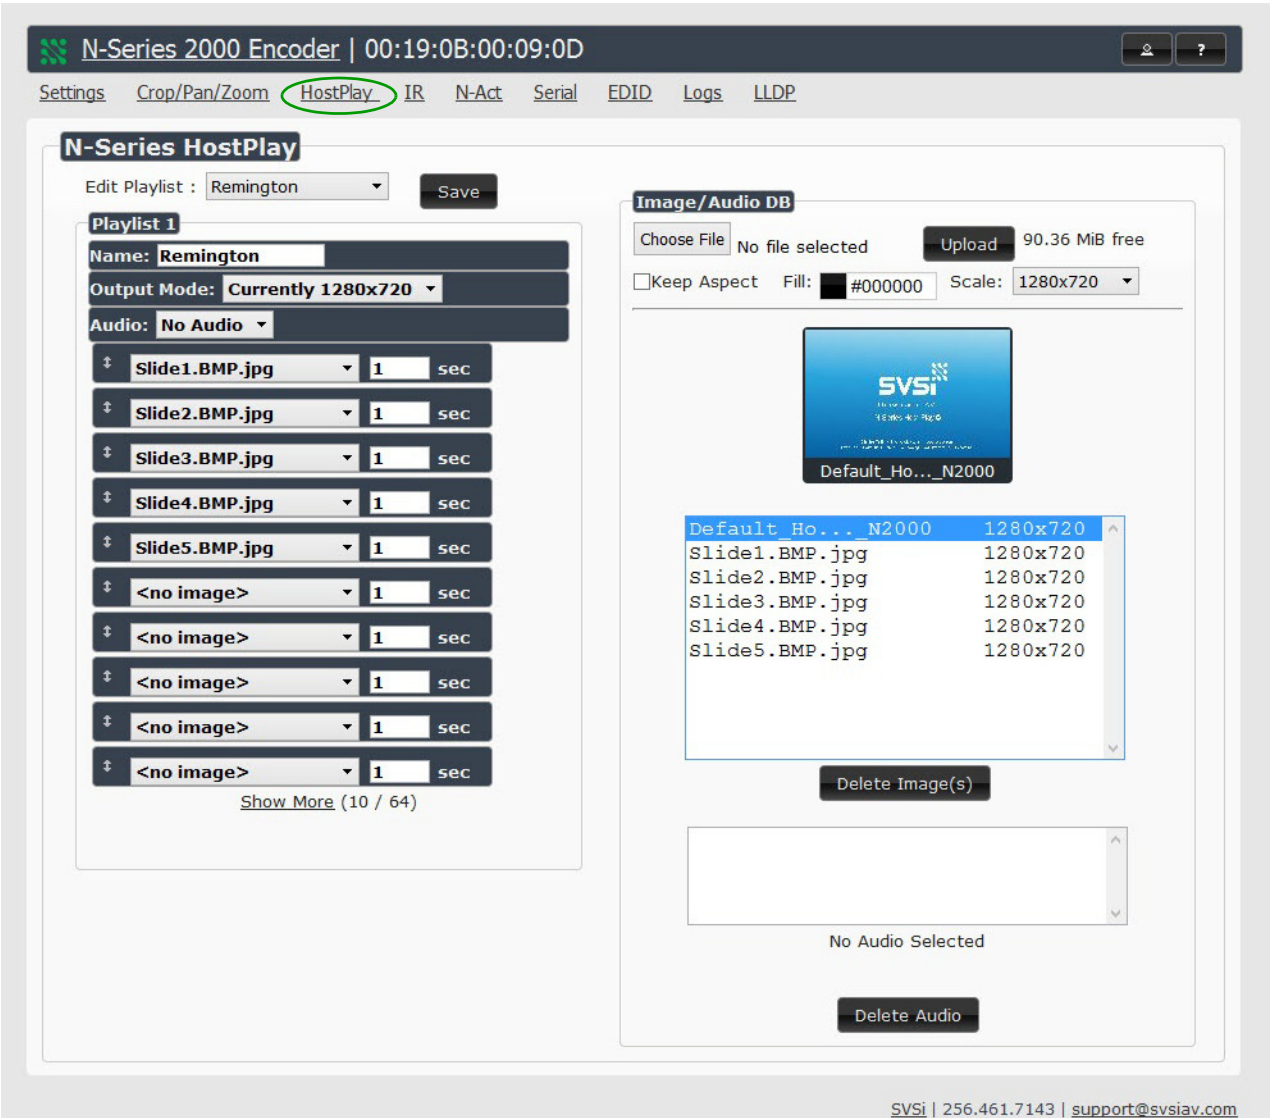 N-Series 2000 Encoder | 00:19:0B:00:09:0D
?
Settings Crop/Pan/Zoom HostPlay IR N-Act Serial EDID Logs LLDP
N-Series HostPlay
Edit Playlist : Remington Save
Playlist 1
Name: Remington
Output Mode: Currently 1280x720
Audio: No Audio
Slide1.BMP.jpg 1 sec
Slide2.BMP.jpg 1 sec
Slide3.BMP.jpg 1 sec
Slide4.BMP.jpg 1 sec
Slide5.BMP.jpg 1 sec
<no image> 1 sec
<no image> 1 sec
<no image> 1 sec
<no image> 1 sec
<no image> 1 sec
Show More (10 / 64)
Image/Audio DB
Choose File No file selected Upload 90.36 MiB free
Keep Aspect Fill: #000000 Scale: 1280x720
SVSi
Default_Ho..._N2000
Default_Ho..._N2000 1280x720
Slide1.BMP.jpg 1280x720
Slide2.BMP.jpg 1280x720
Slide3.BMP.jpg 1280x720
Slide4.BMP.jpg 1280x720
Slide5.BMP.jpg 1280x720
Delete Image(s)
No Audio Selected
Delete Audio
SVSi | 256.461.7143 | support@svsiav.com